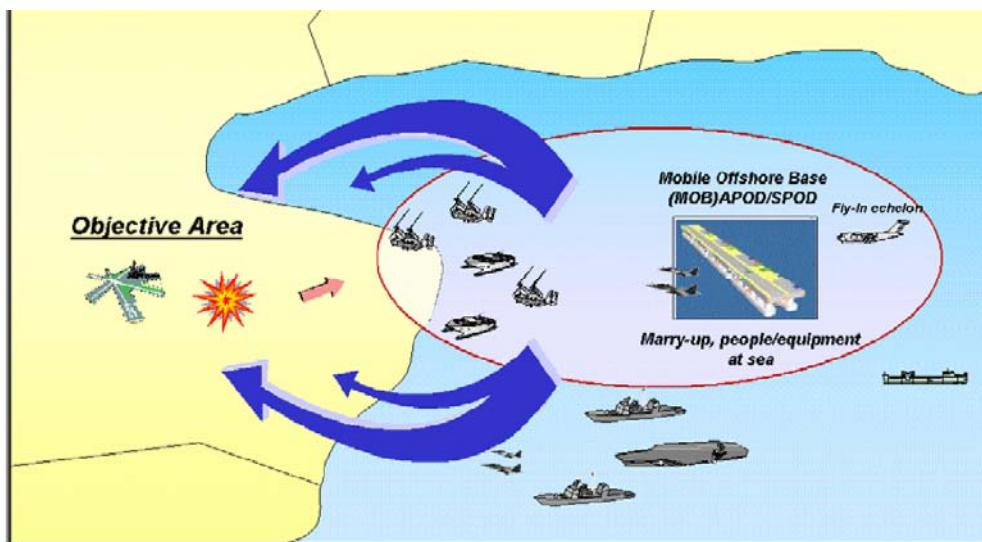 Objective Area
Mobile Offshore Base
(MOB)APOD/SPOD
Fly-In echelon
Marry-up, people/equipment
at sea